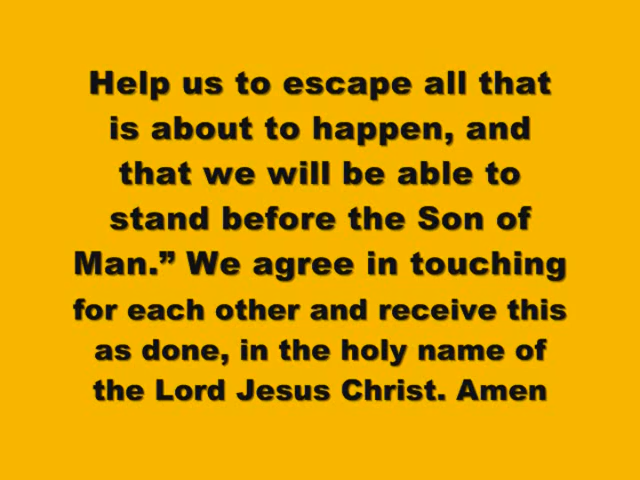 Help us to escape all that
is about to happen, and
that we will be able to
stand before the Son of
Man.” We agree in touching
for each other and receive this
as done, in the holy name of
the Lord Jesus Christ. Amen